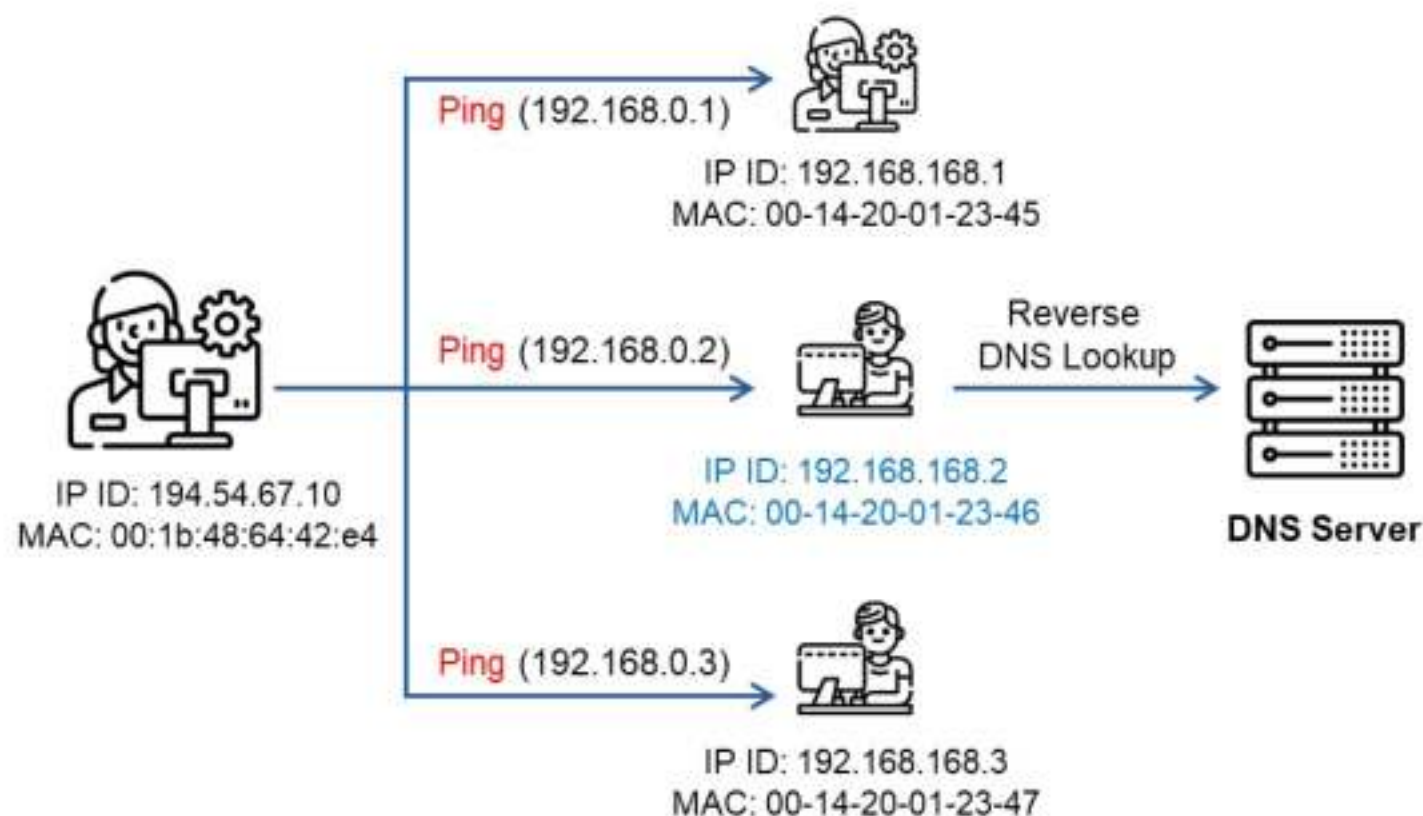 Ping (192.168.0.1)
IP ID: 192.168.168.1
MAC: 00-14-20-01-23-45
IP ID: 194.54.67.10
MAC: 00:1b:48:64:42:e4
Ping (192.168.0.2)
IP ID: 192.168.168.2
MAC: 00-14-20-01-23-46
Reverse
DNS Lookup
DNS Server
Ping (192.168.0.3)
IP ID: 192.168.168.3
MAC: 00-14-20-01-23-47